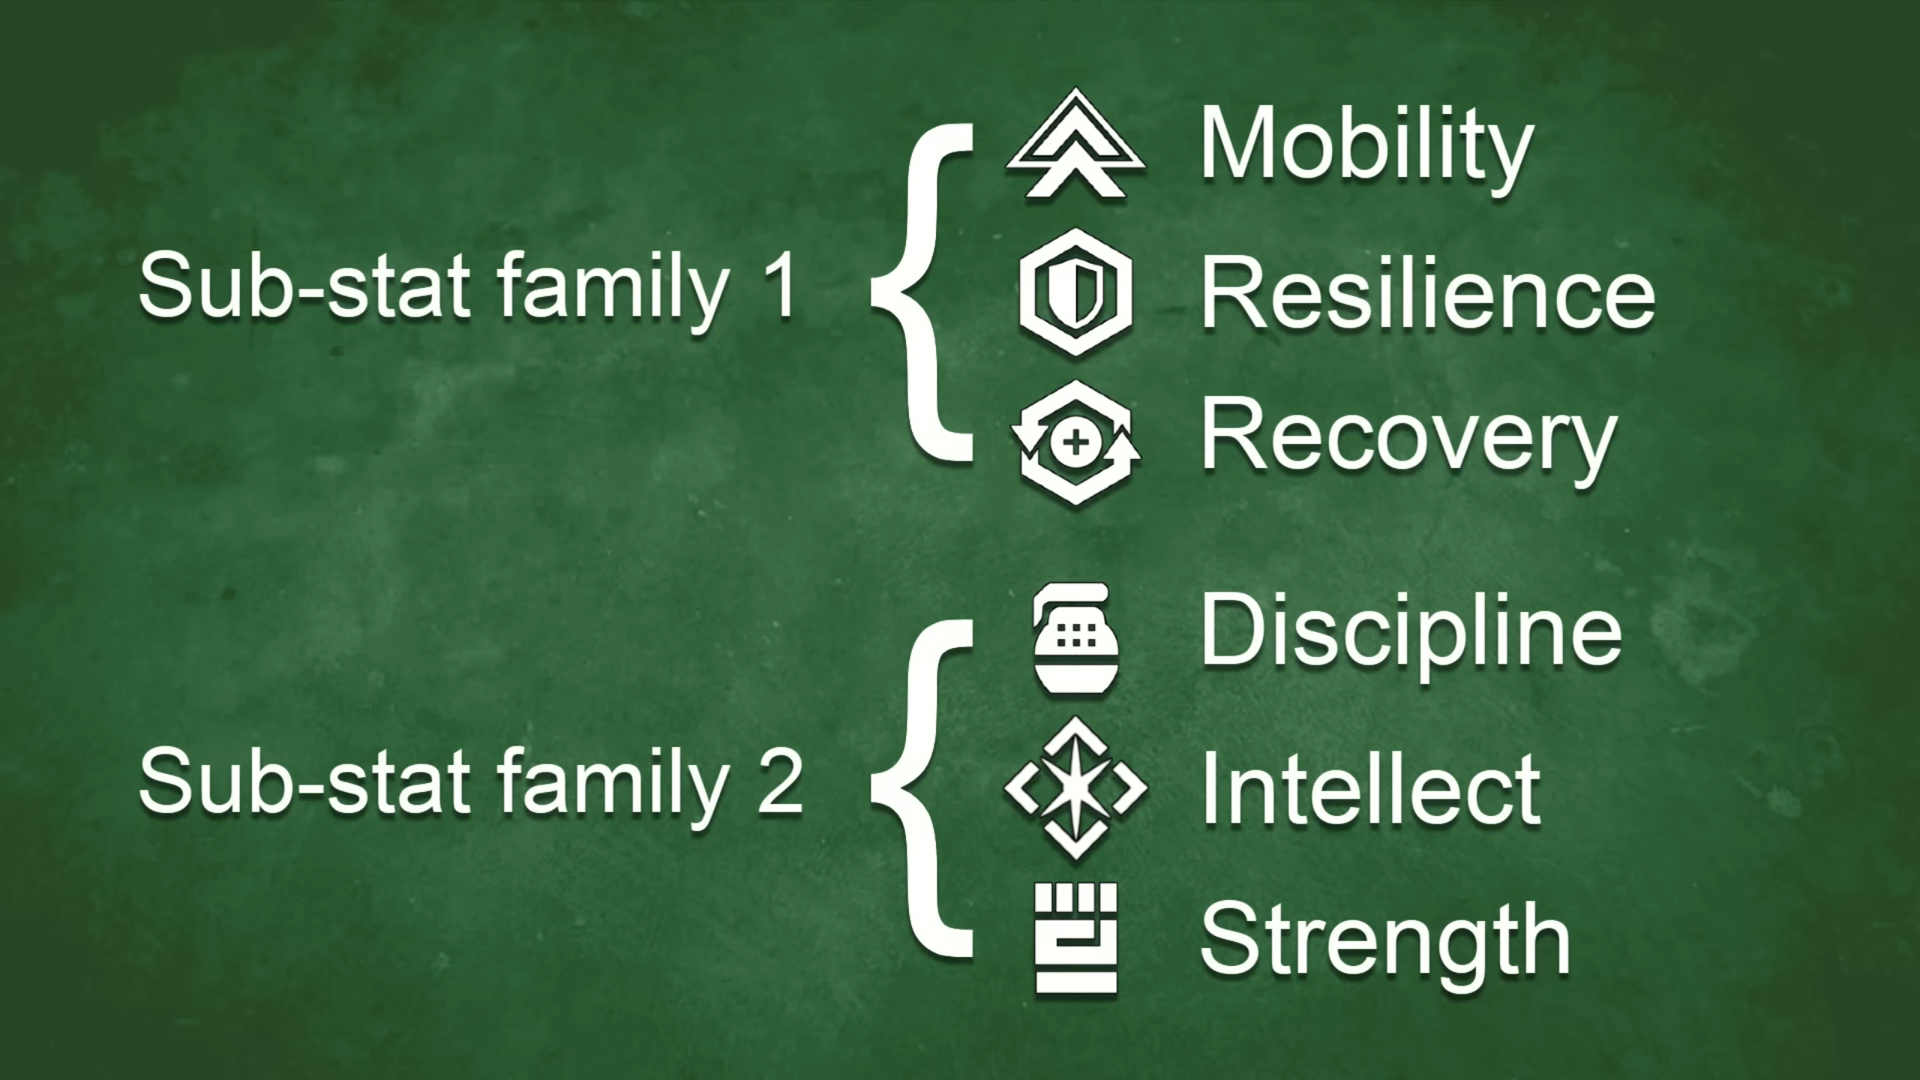 Sub-stat family 1
Mobility
Resilience
Recovery
Sub-stat family 2
Discipline
Intellect
Strength